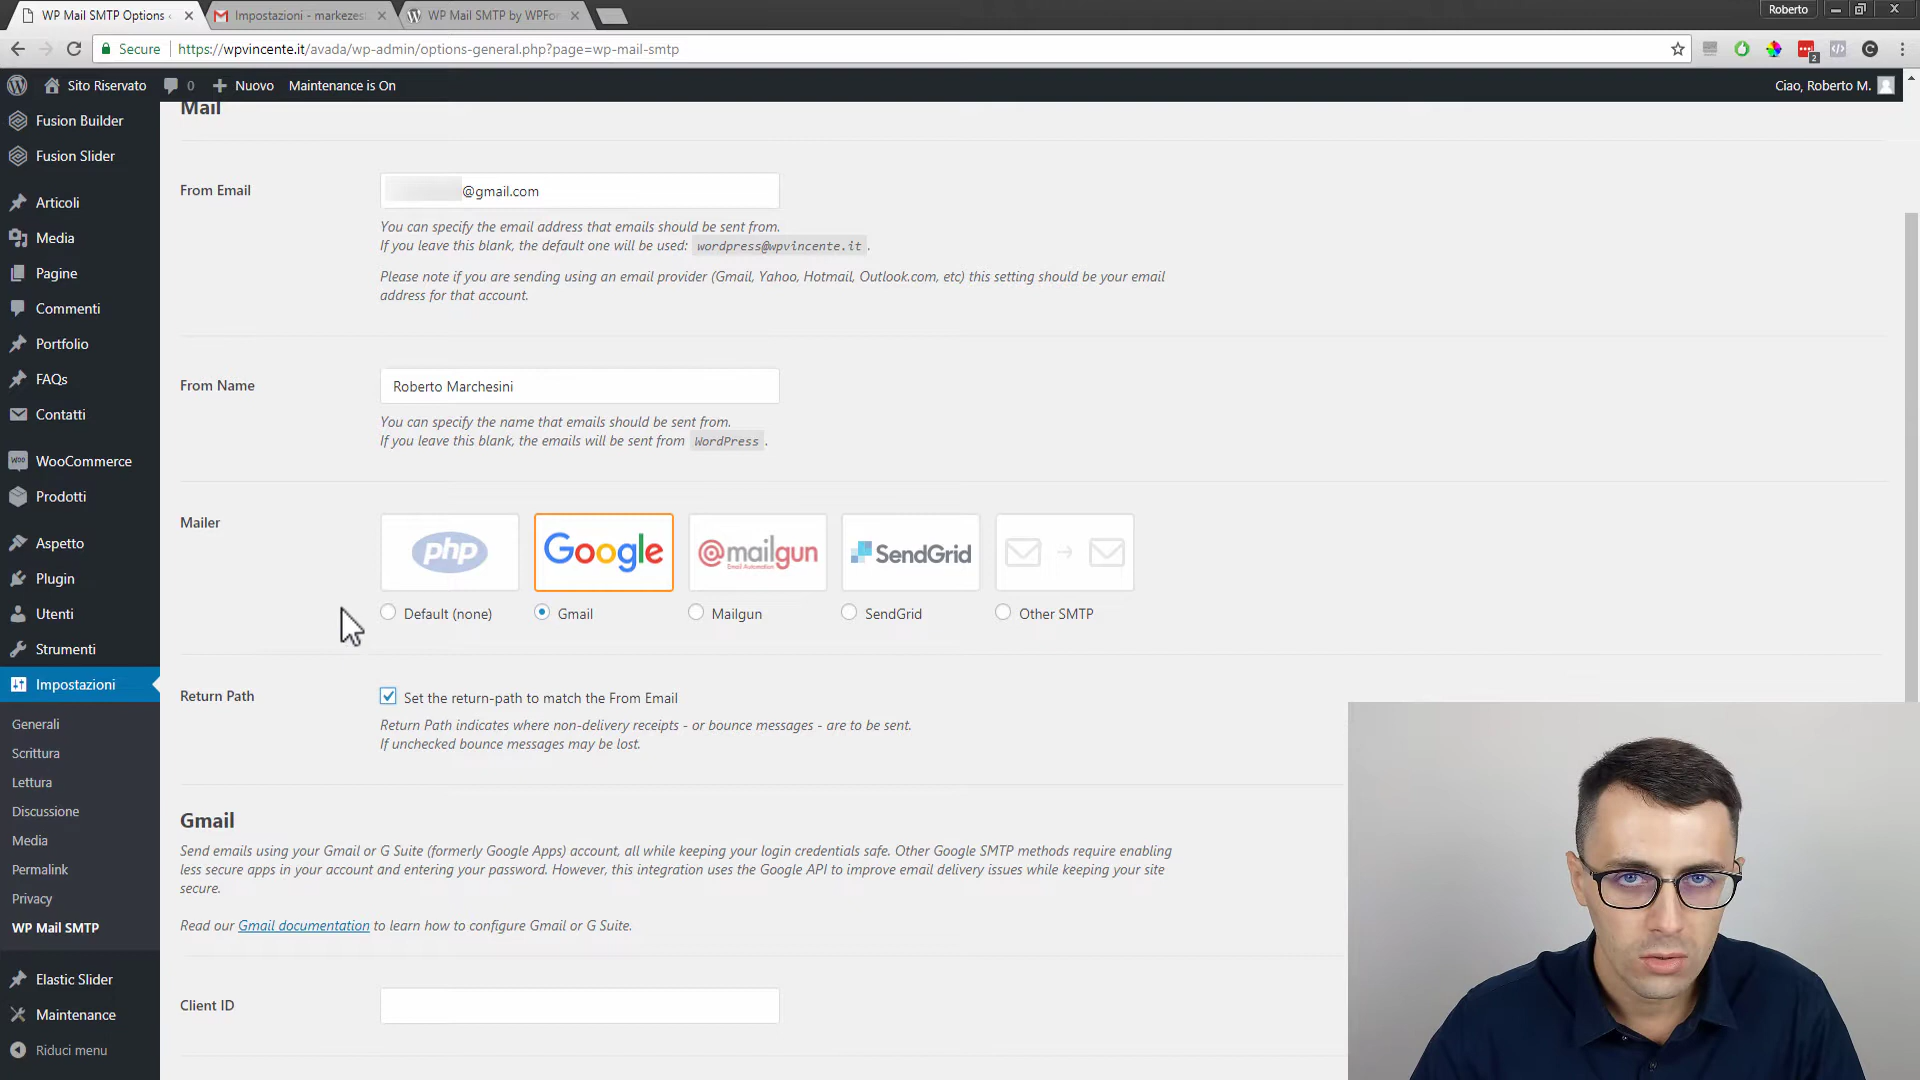 WP Mail SMTP Options
Impostazioni - markezes
WP Mail SMTP by WPFo
Roberto
Secure
https://wpvincente.it/avada/wp-admin/options-general.php?page=wp-mail-smtp
2
Sito Riservato
0
Nuovo
Maintenance is On
Ciao, Roberto M.
Fusion Builder
Fusion Slider
Articoli
Media
Pagine
Commenti
Portfolio
FAQs
Contatti
WooCommerce
Prodotti
Aspetto
Plugin
Utenti
Strumenti
Impostazioni
Generali
Scrittura
Lettura
Discussione
Media
Permalink
Privacy
WP Mail SMTP
Elastic Slider
Maintenance
Riduci menu
Mail
From Email
@gmail.com
You can specify the email address that emails should be sent from.
If you leave this blank, the default one will be used: wordpress@wpvincente.it.
Please note if you are sending using an email provider (Gmail, Yahoo, Hotmail, Outlook.com, etc) this setting should be your email
address for that account.
From Name
Roberto Marchesini
You can specify the name that emails should be sent from.
If you leave this blank, the emails will be sent from WordPress.
Mailer
php
Google
@mailgun
Email Automation
SendGrid
Default (none)
Gmail
Mailgun
SendGrid
Other SMTP
Return Path
Set the return-path to match the From Email
Return Path indicates where non-delivery receipts - or bounce messages - are to be sent.
If unchecked bounce messages may be lost.
Gmail
Send emails using your Gmail or G Suite (formerly Google Apps) account, all while keeping your login credentials safe. Other Google SMTP methods require enabling
less secure apps in your account and entering your password. However, this integration uses the Google API to improve email delivery issues while keeping your site
secure.
Read our Gmail documentation to learn how to configure Gmail or G Suite.
Client ID